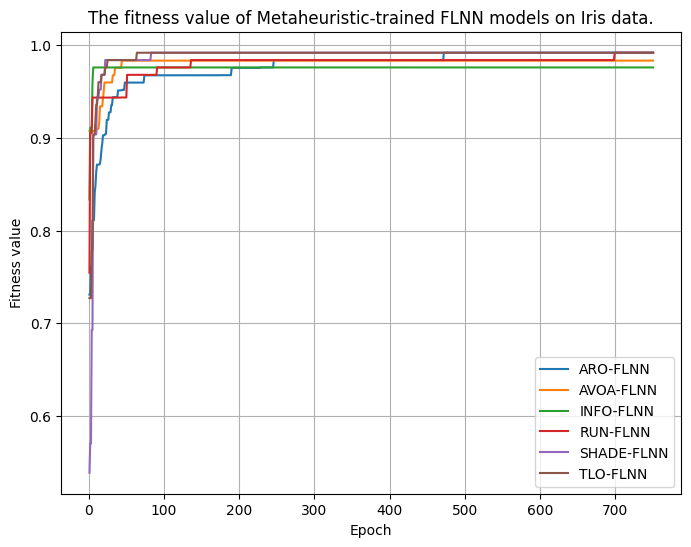 The fitness value of Metaheuristic-trained FLNN models on Iris data.
1.0
0.9
0.8
0.7
0.6
Fitness value
ARO-FLNN
AVOA-FLNN
INFO-FLNN
RUN-FLNN
SHADE-FLNN
TLO-FLNN
0 100 200 300 400 500 600 700
Epoch